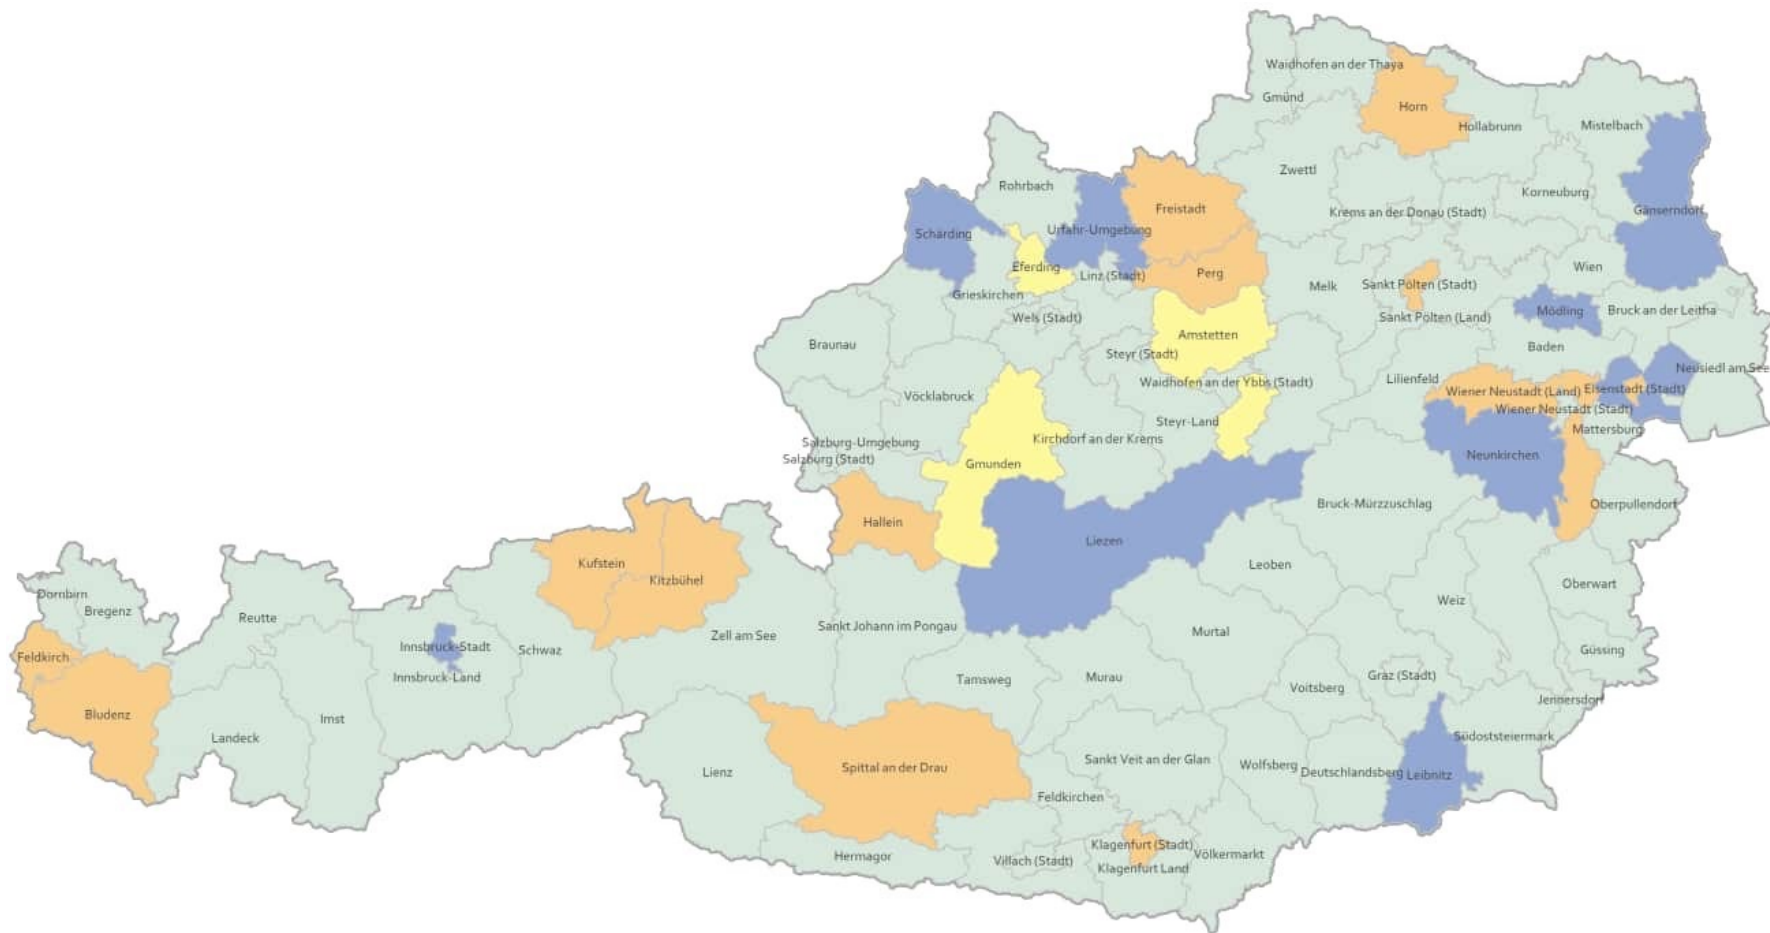 Waidhofen an der Thaya
Gmünd
Horn
Hollabrunn
Mistelbach
Zwettl
Rohrbach
Korneuburg
Krems an der Donau (Stadt)
Freistadt
Gänserndorf
Schärding
Urfahr-Umgebung
Eferding
Linz (Stadt)
Perg
Wien
Grieskirchen
Melk
Sankt Pölten (Stadt)
Wels (Stadt)
Sankt Pölten (Land)
Mödling
Bruck an der Leitha
Braunau
Amstetten
Steyr (Stadt)
Baden
Waidhofen an der Ybbs (Stadt)
Lilienfeld
Neusiedl am See
Vöcklabruck
Wiener Neustadt (Land)
Eisenstadt (Stadt)
Wiener Neustadt (Stadt)
Steyr-Land
Mattersburg
Salzburg-Umgebung
Kirchdorf an der Krems
Salzburg (Stadt)
Gmunden
Neunkirchen
Bruck-Mürzzuschlag
Oberpullendorf
Hallein
Liezen
Kufstein
Kitzbühel
Leoben
Oberwart
Dornbirn
Bregenz
Reutte
Weiz
Sankt Johann im Pongau
Zell am See
Murtal
Innsbruck-Stadt
Schwaz
Güssing
Feldkirch
Innsbruck-Land
Tamsweg
Murau
Voitsberg
Graz (Stadt)
Jennersdorf
Bludenz
Imst
Landeck
Südoststeiermark
Lienz
Spittal an der Drau
Sankt Veit an der Glan
Wolfsberg
Deutschlandsberg
Leibnitz
Feldkirchen
Klagenfurt (Stadt)
Hermagor
Villach (Stadt)
Klagenfurt Land
Völkermarkt